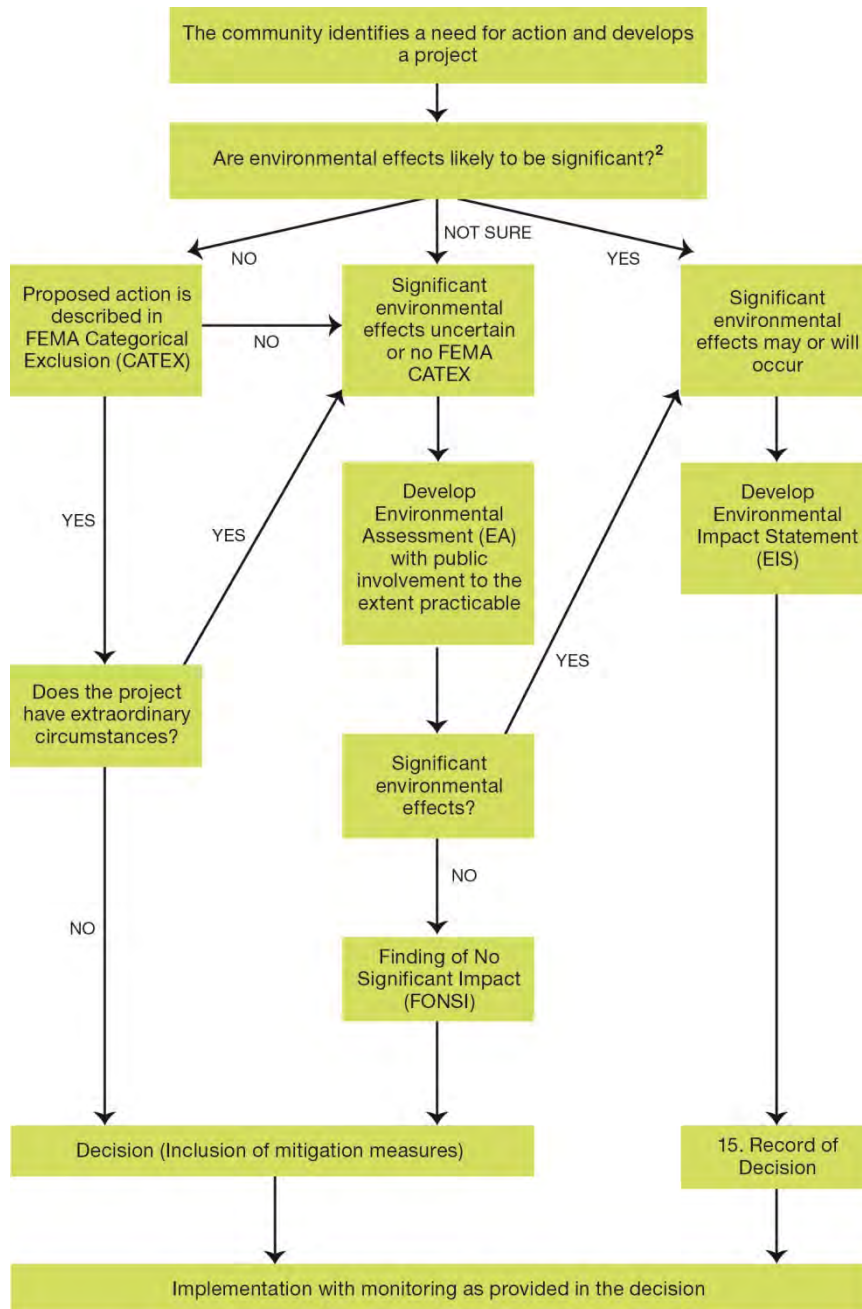 The community identifies a need for action and develops
a project
Are environmental effects likely to be significant?²
NO
NOT SURE
YES
Proposed action is
described in
FEMA Categorical
Exclusion (CATEX)
NO
Significant
environmental
effects uncertain
or no FEMA
CATEX
Significant
environmental
effects may or will
occur
YES
YES
Develop
Environmental
Assessment (EA)
with public
involvement to the
extent practicable
Develop
Environmental
Impact Statement
(EIS)
YES
Does the project
have extraordinary
circumstances?
Significant
environmental
effects?
NO
NO
Finding of No
Significant Impact
(FONSI)
Decision (Inclusion of mitigation measures)
15. Record of
Decision
Implementation with monitoring as provided in the decision